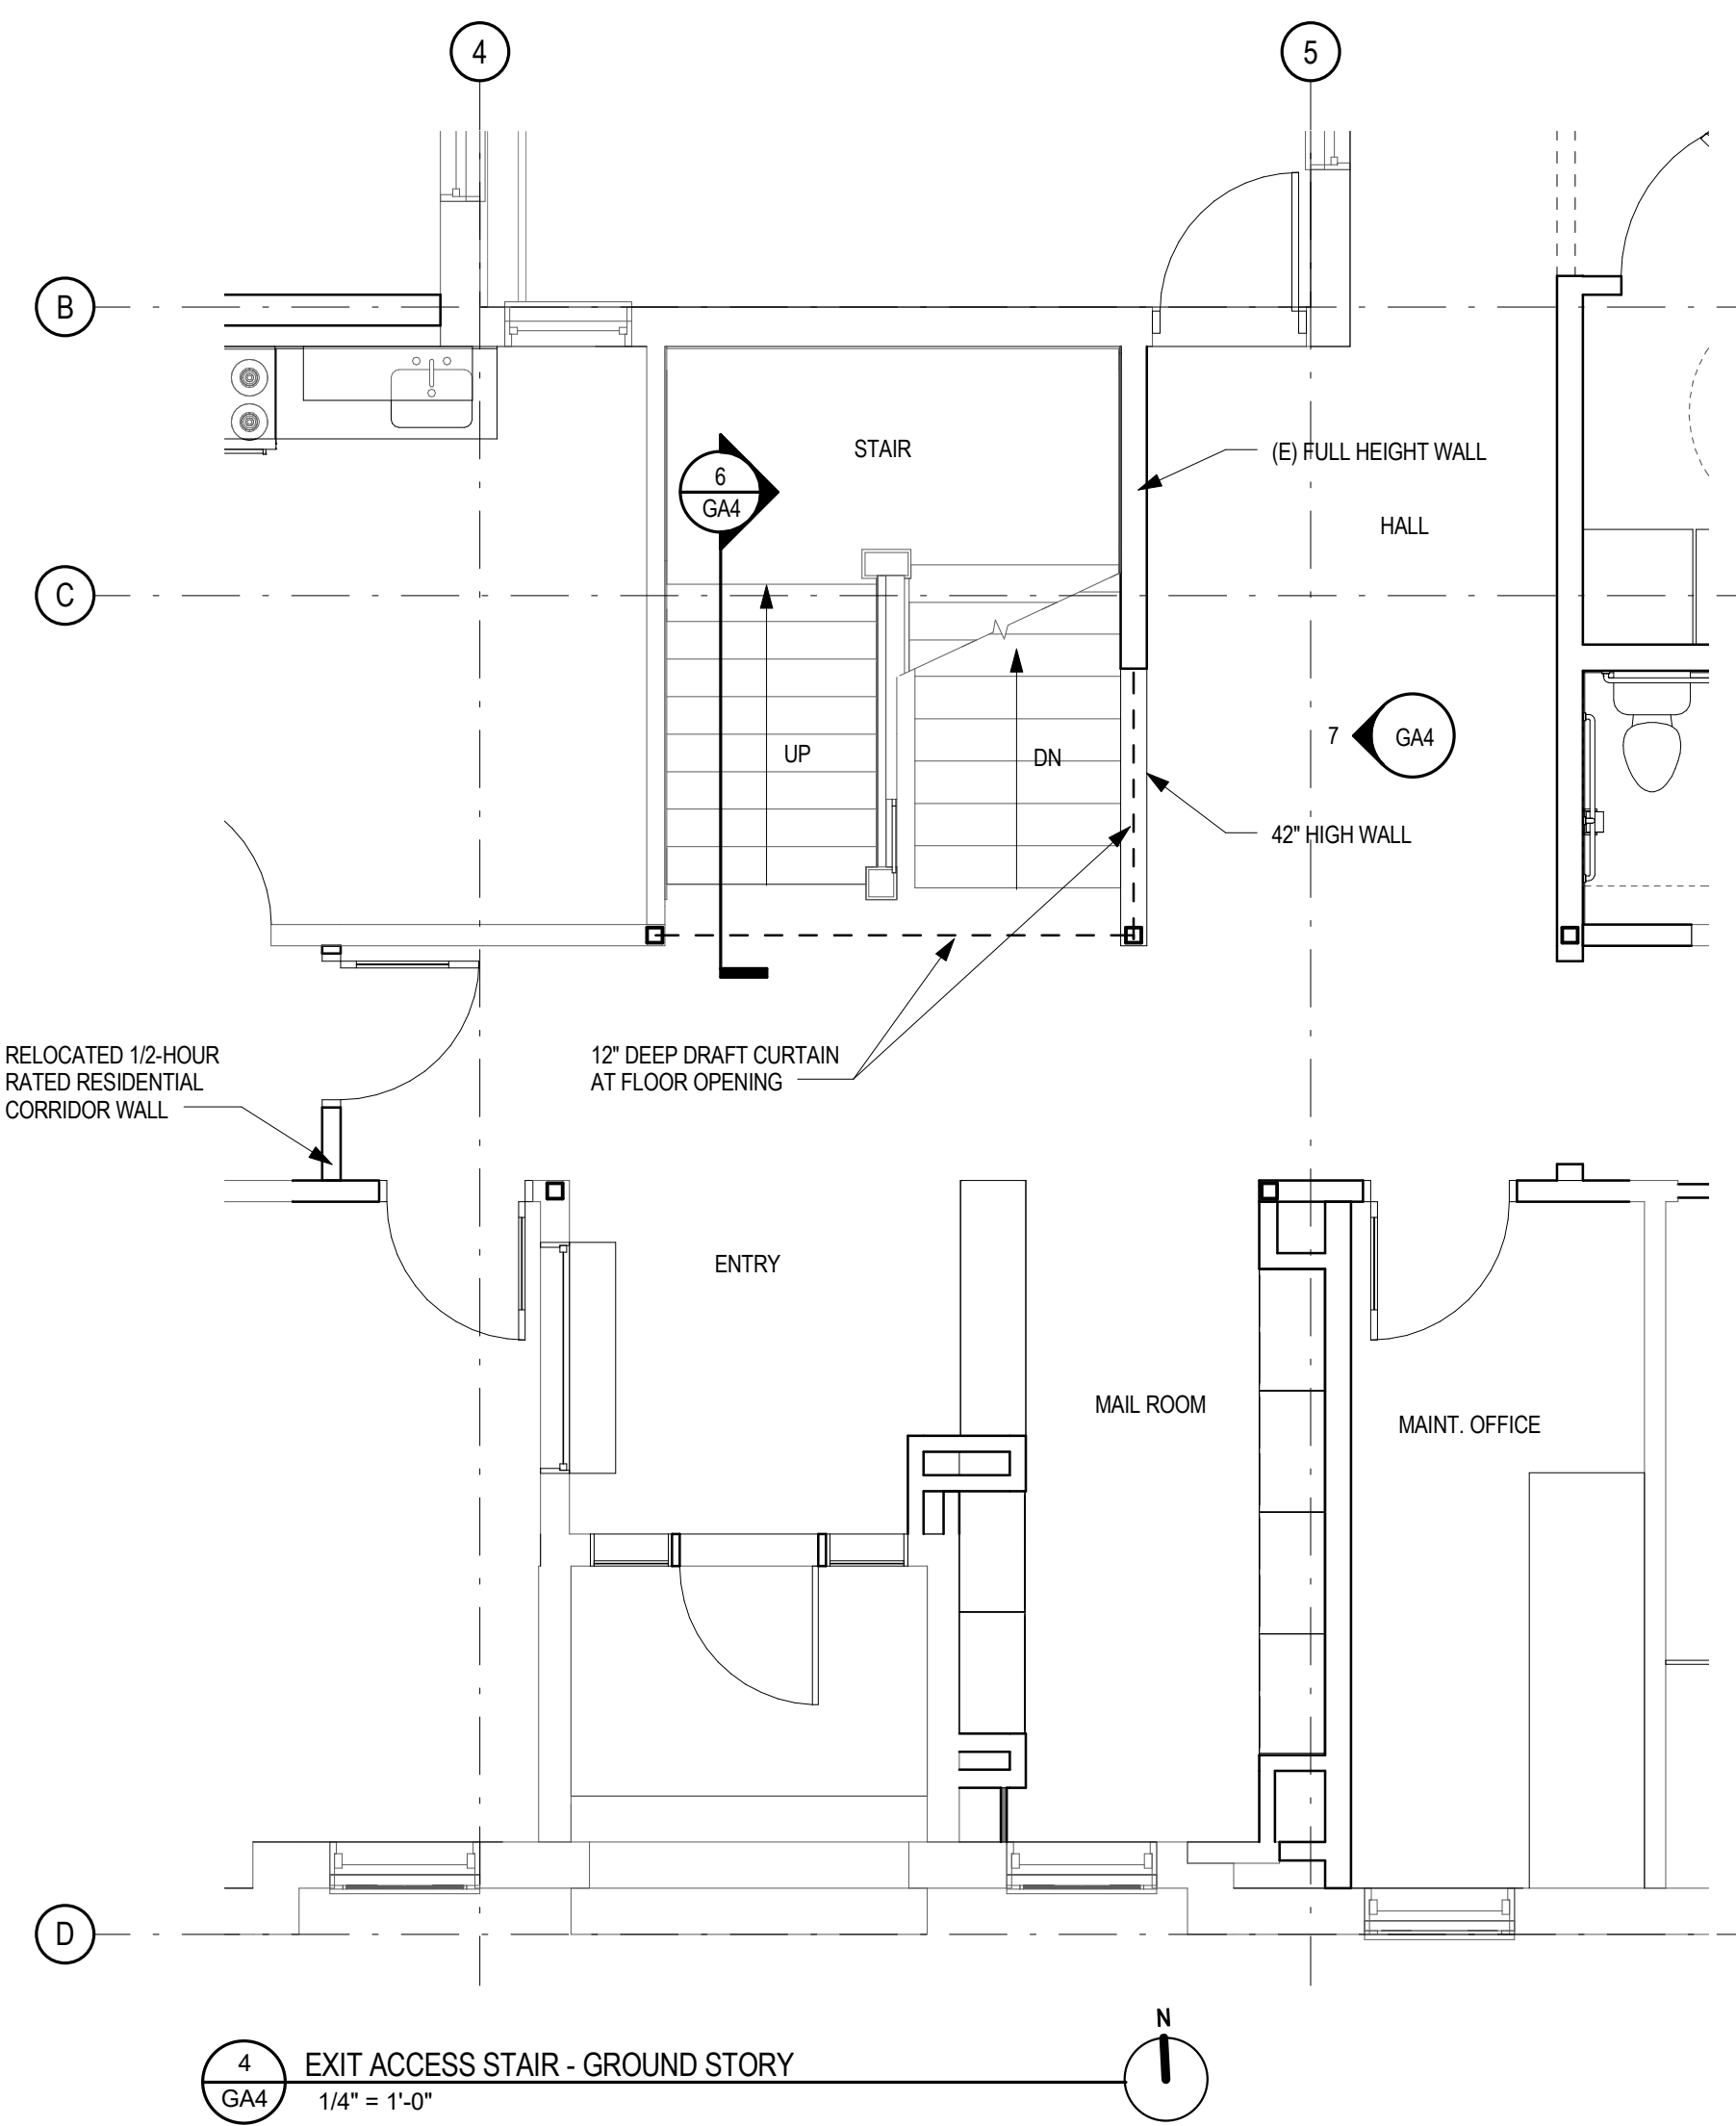 4
5
B
STAIR
(E) FULL HEIGHT WALL
6
GA4
HALL
C
7
GA4
UP
DN
42" HIGH WALL
RELOCATED 1/2-HOUR
RATED RESIDENTIAL
CORRIDOR WALL
12" DEEP DRAFT CURTAIN
AT FLOOR OPENING
ENTRY
MAIL ROOM
MAINT. OFFICE
D
N
4
GA4
EXIT ACCESS STAIR - GROUND STORY
1/4" = 1'-0"